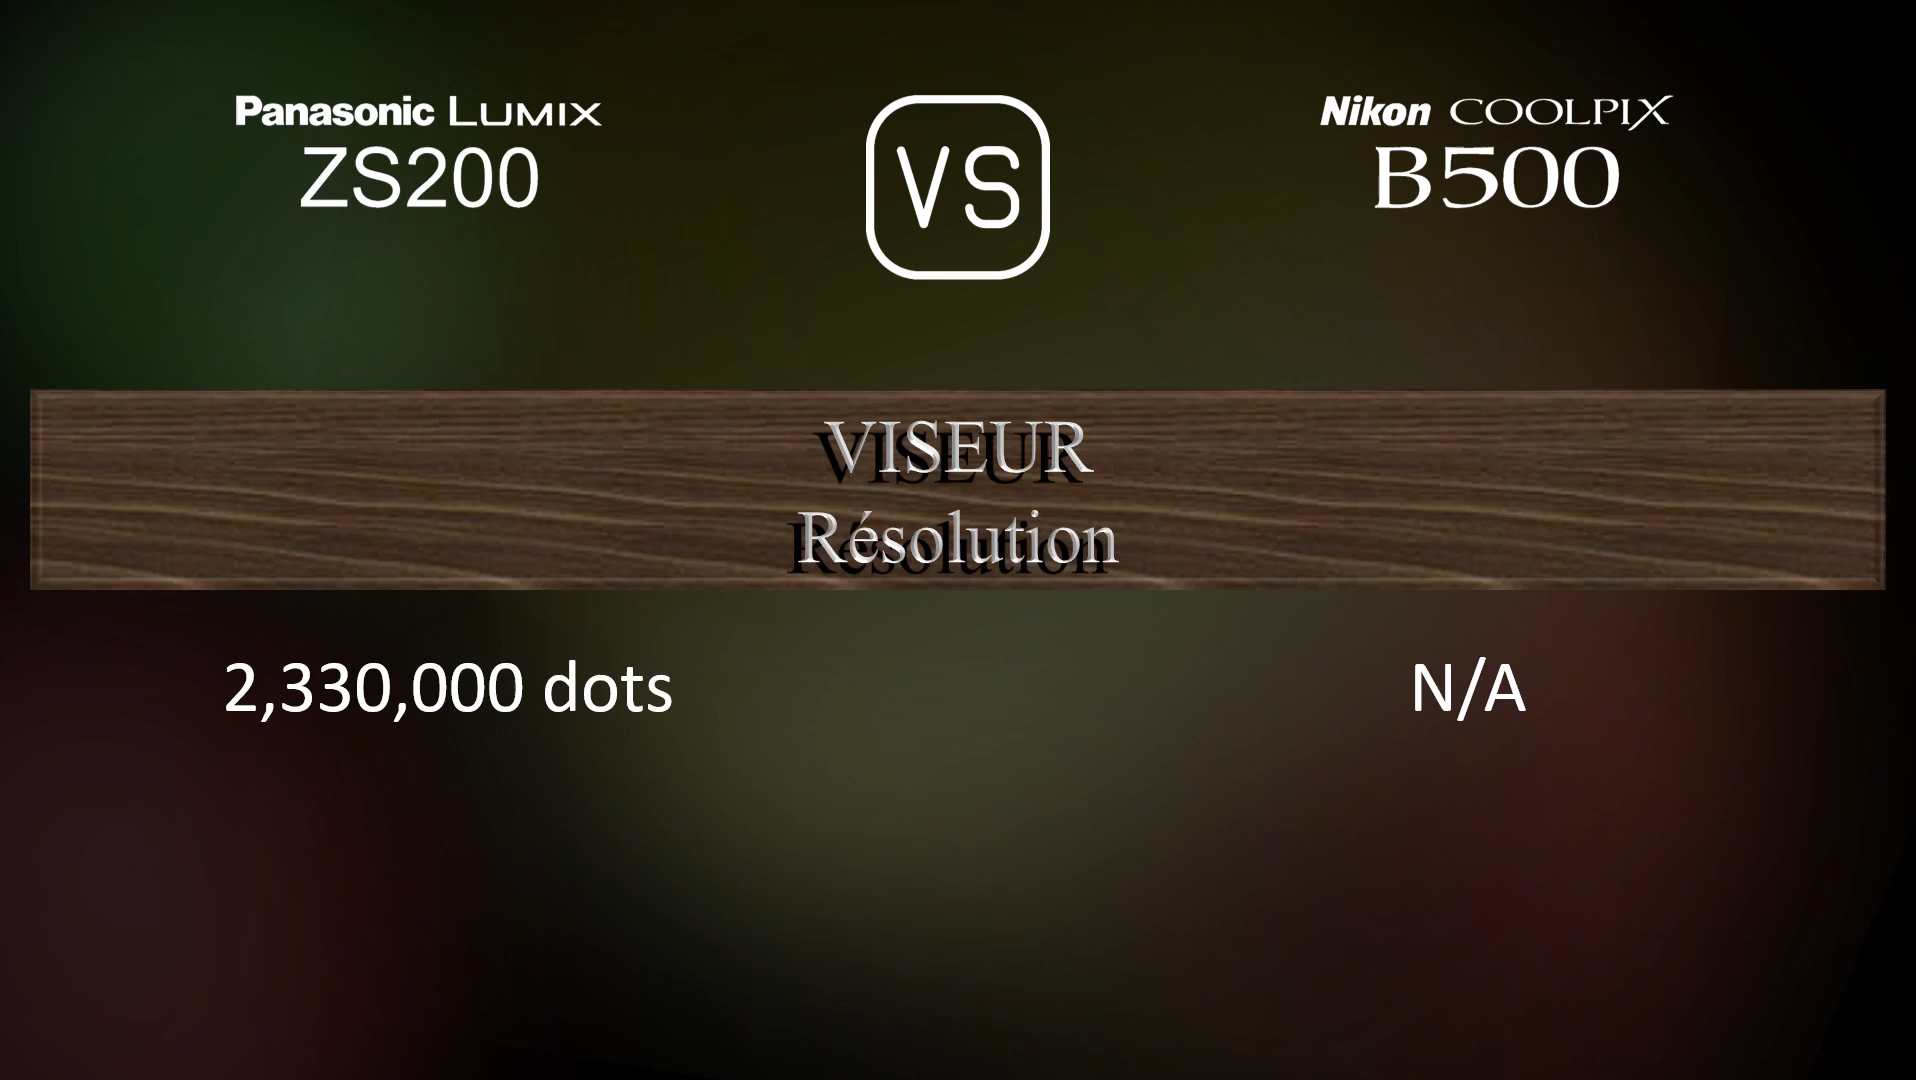 Panasonic LUMIX
ZS200
VS
Nikon COOLPIX
B500
VISEUR
Résolution
2,330,000 dots
N/A